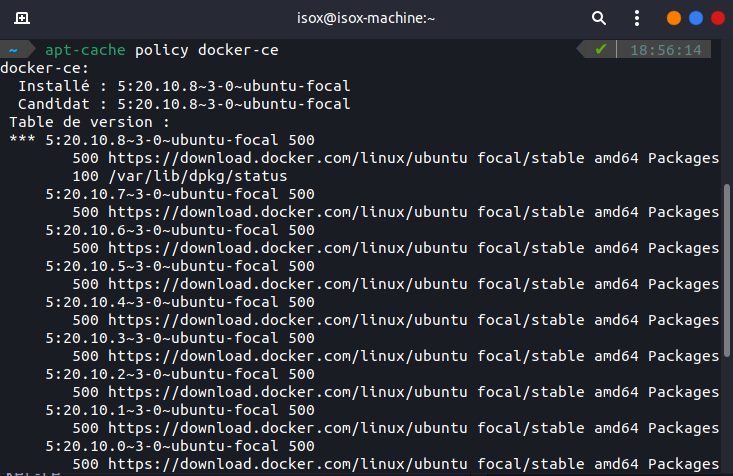 isox@isox-machine:~
~ apt-cache policy docker-ce ✔ 18:56:14
docker-ce:
Installé : 5:20.10.8~3-0~ubuntu-focal
Candidat : 5:20.10.8~3-0~ubuntu-focal
Table de version :
*** 5:20.10.8~3-0~ubuntu-focal 500
500 https://download.docker.com/linux/ubuntu focal/stable amd64 Packages
100 /var/lib/dpkg/status
5:20.10.7~3-0~ubuntu-focal 500
500 https://download.docker.com/linux/ubuntu focal/stable amd64 Packages
5:20.10.6~3-0~ubuntu-focal 500
500 https://download.docker.com/linux/ubuntu focal/stable amd64 Packages
5:20.10.5~3-0~ubuntu-focal 500
500 https://download.docker.com/linux/ubuntu focal/stable amd64 Packages
5:20.10.4~3-0~ubuntu-focal 500
500 https://download.docker.com/linux/ubuntu focal/stable amd64 Packages
5:20.10.3~3-0~ubuntu-focal 500
500 https://download.docker.com/linux/ubuntu focal/stable amd64 Packages
5:20.10.2~3-0~ubuntu-focal 500
500 https://download.docker.com/linux/ubuntu focal/stable amd64 Packages
5:20.10.1~3-0~ubuntu-focal 500
500 https://download.docker.com/linux/ubuntu focal/stable amd64 Packages
5:20.10.0~3-0~ubuntu-focal 500
500 https://download.docker.com/linux/ubuntu focal/stable amd64 Packages